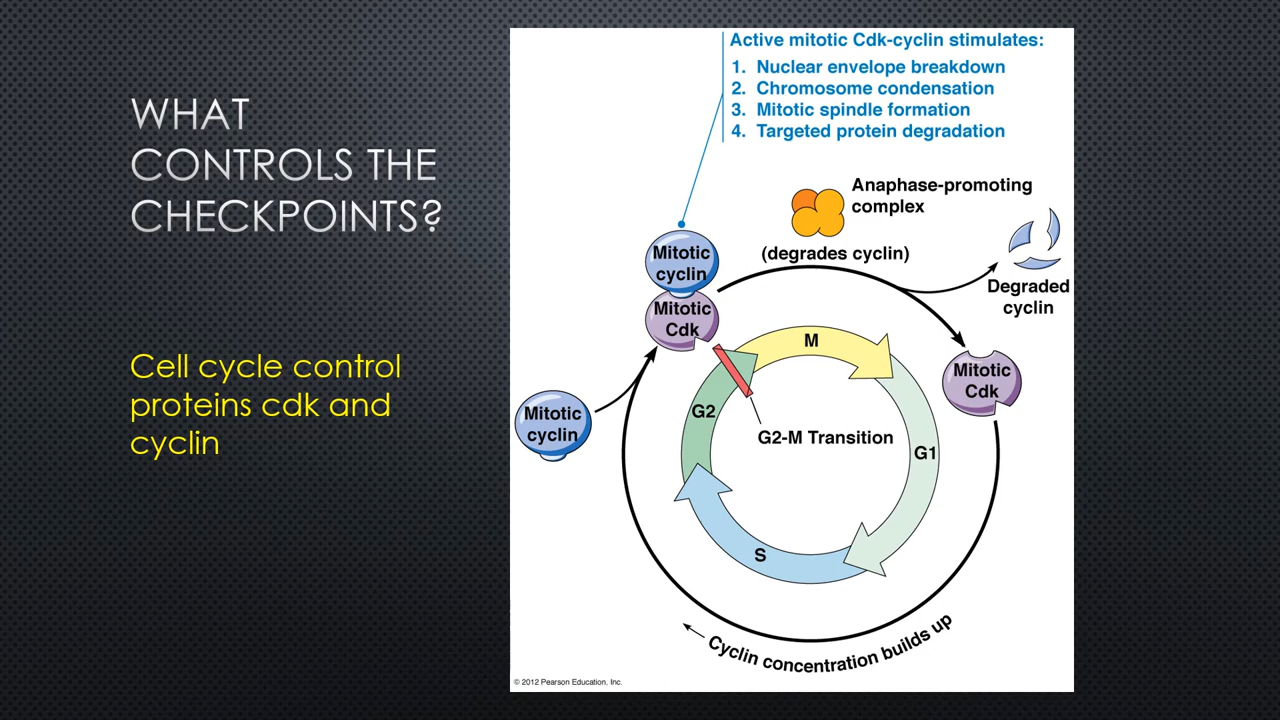 WHAT
CONTROLS THE
CHECKPOINTS?
Cell cycle control
proteins cdk and
cyclin
Active mitotic Cdk-cyclin stimulates:
1. Nuclear envelope breakdown
2. Chromosome condensation
3. Mitotic spindle formation
4. Targeted protein degradation
Anaphase-promoting
complex
(degrades cyclin)
Degraded
cyclin
Mitotic
cyclin
Mitotic
Cdk
M
Mitotic
Cdk
Mitotic
cyclin
G2
G2-M Transition
G1
S
Cyclin concentration builds up
© 2012 Pearson Education, Inc.